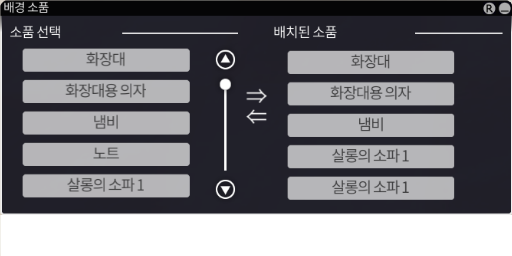 배경 소품
R
소품 선택
배치된 소품
화장대
화장대용 의자
냄비
노트
살롱의 소파 1
화장대
화장대용 의자
냄비
살롱의 소파 1
살롱의 소파 1